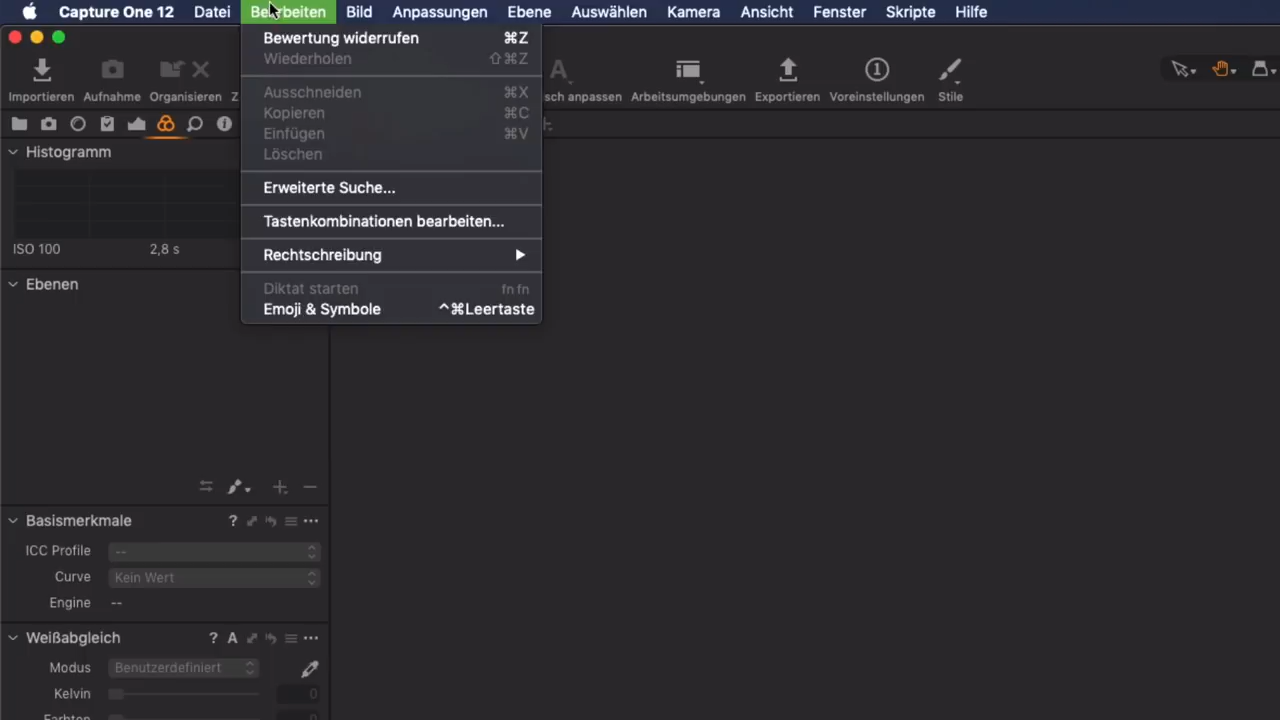 Capture One 12 Datei Bearbeiten Bild Anpassungen Ebene Auswählen Kamera Ansicht Fenster Skripte Hilfe
Bewertung widerrufen ⌘Z
Wiederholen ⇧⌘Z
Ausschneiden ⌘X
Kopieren ⌘C
Einfügen ⌘V
Löschen
Erweiterte Suche...
Tastenkombinationen bearbeiten...
Rechtschreibung
Diktat starten fn fn
Emoji & Symbole ^⌘Leertaste
Importieren Aufnahme Organisieren Z sch anpassen Arbeitsumgebungen Exportieren Voreinstellungen Stile
Histogramm
ISO 100 2,8 s
Ebenen
Basismerkmale ?
ICC Profile --
Curve Kein Wert
Engine --
Weißabgleich ? A
Modus Benutzerdefiniert
Kelvin 0
Farbton 0